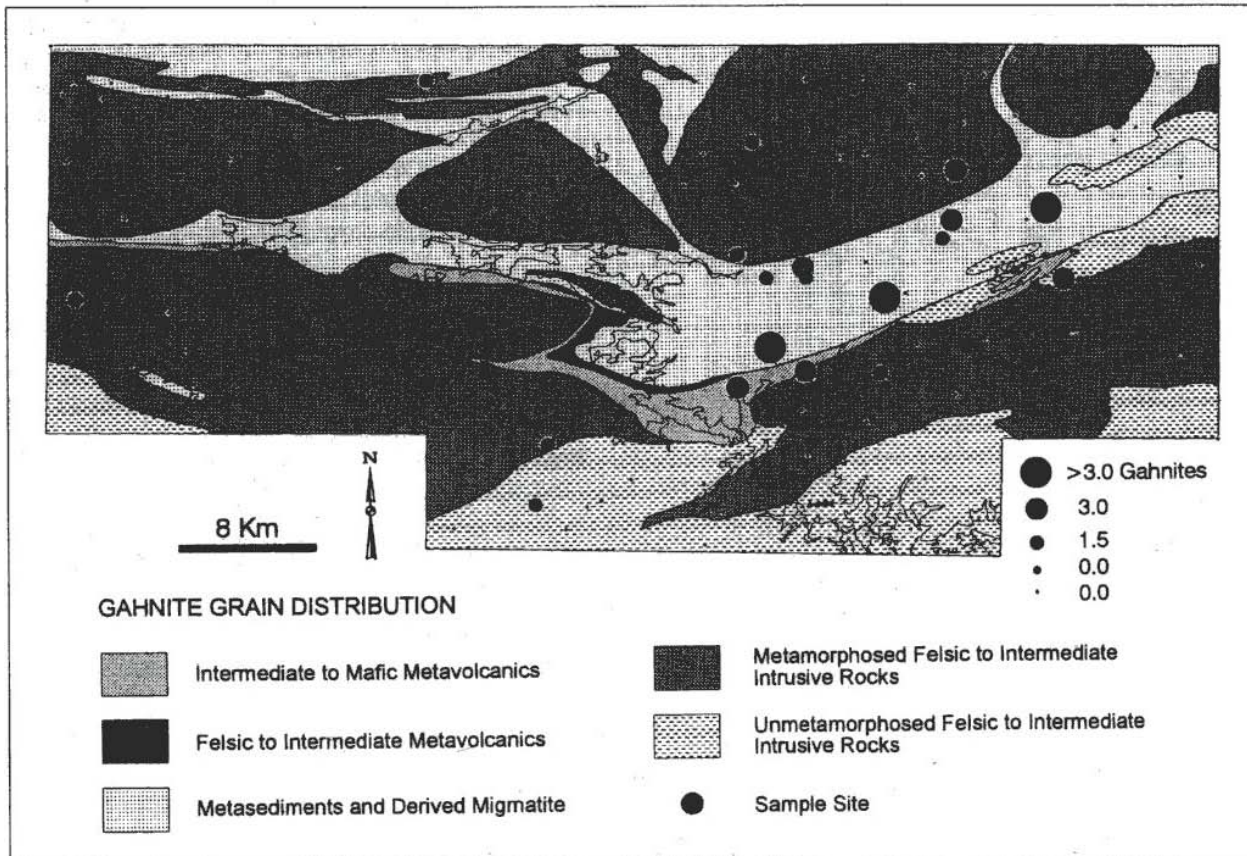 N
8 Km
>3.0 Gahnites
3.0
1.5
0.0
0.0
GAHNITE GRAIN DISTRIBUTION
Intermediate to Mafic Metavolcanics
Felsic to Intermediate Metavolcanics
Metasediments and Derived Migmatite
Metamorphosed Felsic to Intermediate
Intrusive Rocks
Unmetamorphosed Felsic to Intermediate
Intrusive Rocks
Sample Site